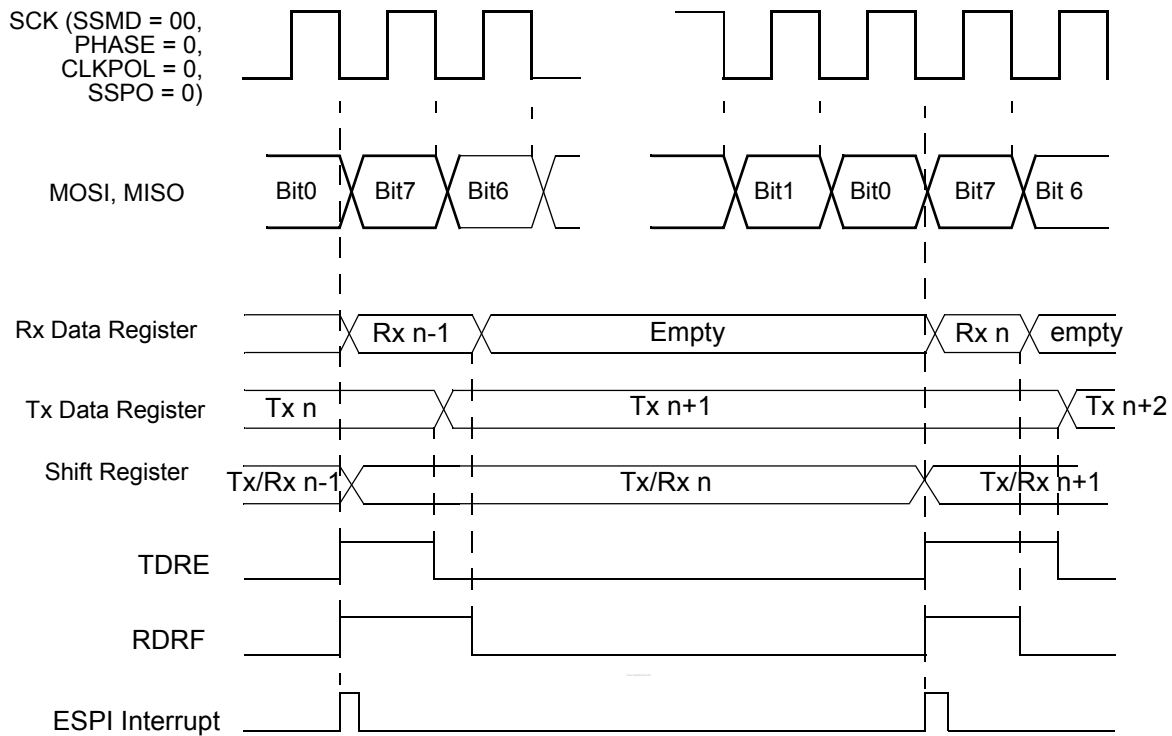 SCK (SSMD = 00,
PHASE = 0,
CLKPOL = 0,
SSPO = 0)
MOSI, MISO
Bit0
Bit7
Bit6
Bit1
Bit0
Bit7
Bit 6
Rx Data Register
Rx n-1
Empty
Rx n
empty
Tx Data Register
Tx n
Tx n+1
Tx n+2
Shift Register
Tx/Rx n-1
Tx/Rx n
Tx/Rx n+1
TDRE
RDRF
ESPI Interrupt